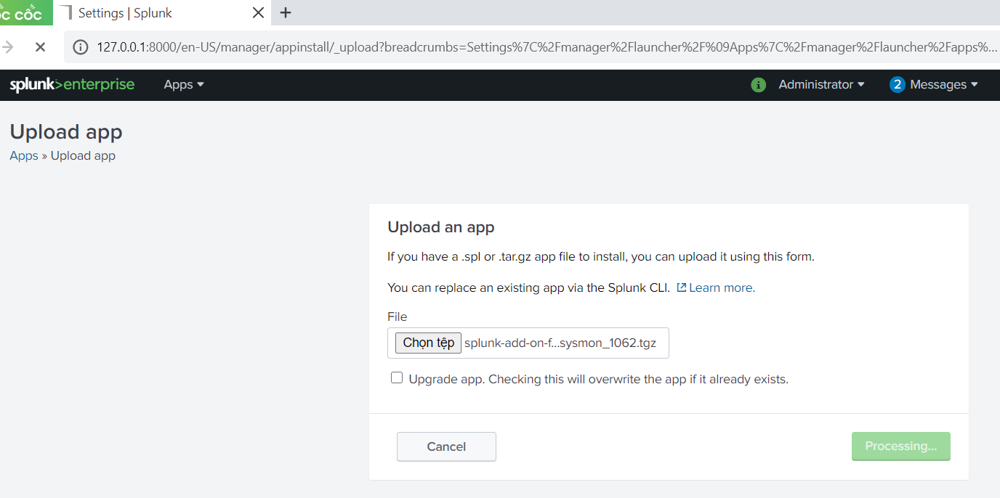 cốc
Settings | Splunk
127.0.0.1:8000/en-US/manager/appinstall/_upload?breadcrumbs=Settings%7C%2Fmanager%2Flauncher%2F%09Apps%7C%2Fmanager%2Flauncher%2Fapps%...
splunk>enterprise Apps i Administrator 2 Messages
Upload app
Apps » Upload app
Upload an app
If you have a .spl or .tar.gz app file to install, you can upload it using this form.
You can replace an existing app via the Splunk CLI. Learn more.
File
Chọn tệp splunk-add-on-f...sysmon_1062.tgz
Upgrade app. Checking this will overwrite the app if it already exists.
Cancel Processing...